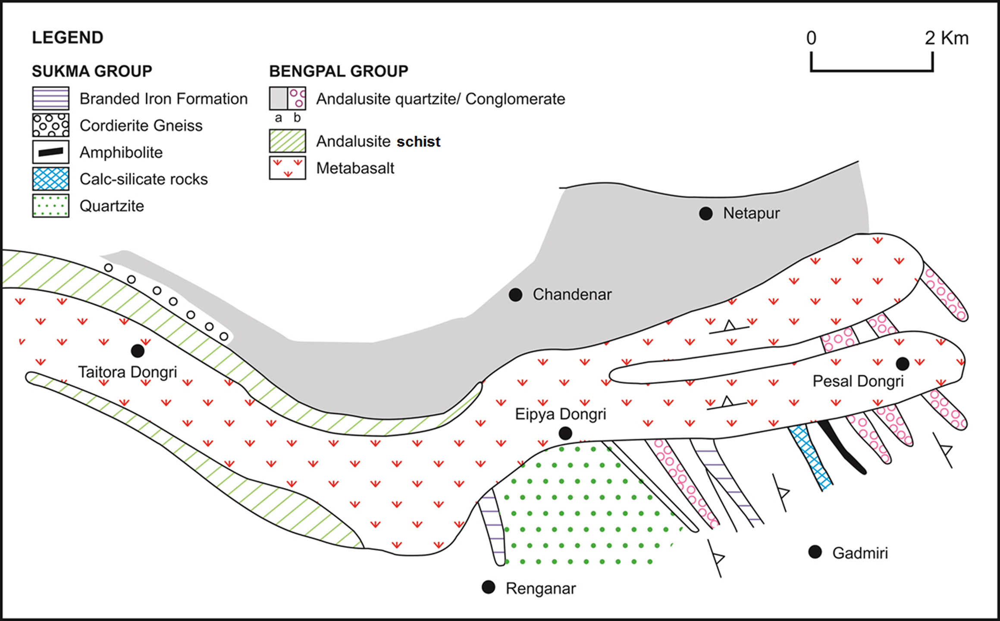 LEGEND
0 2 Km
SUKMA GROUP
Branded Iron Formation
Cordierite Gneiss
Amphibolite
Calc-silicate rocks
Quartzite
BENGPAL GROUP
Andalusite quartzite/ Conglomerate
a b
Andalusite schist
Metabasalt
Netapur
Chandenar
Taitora Dongri
Pesal Dongri
Eipya Dongri
Gadmiri
Renganar